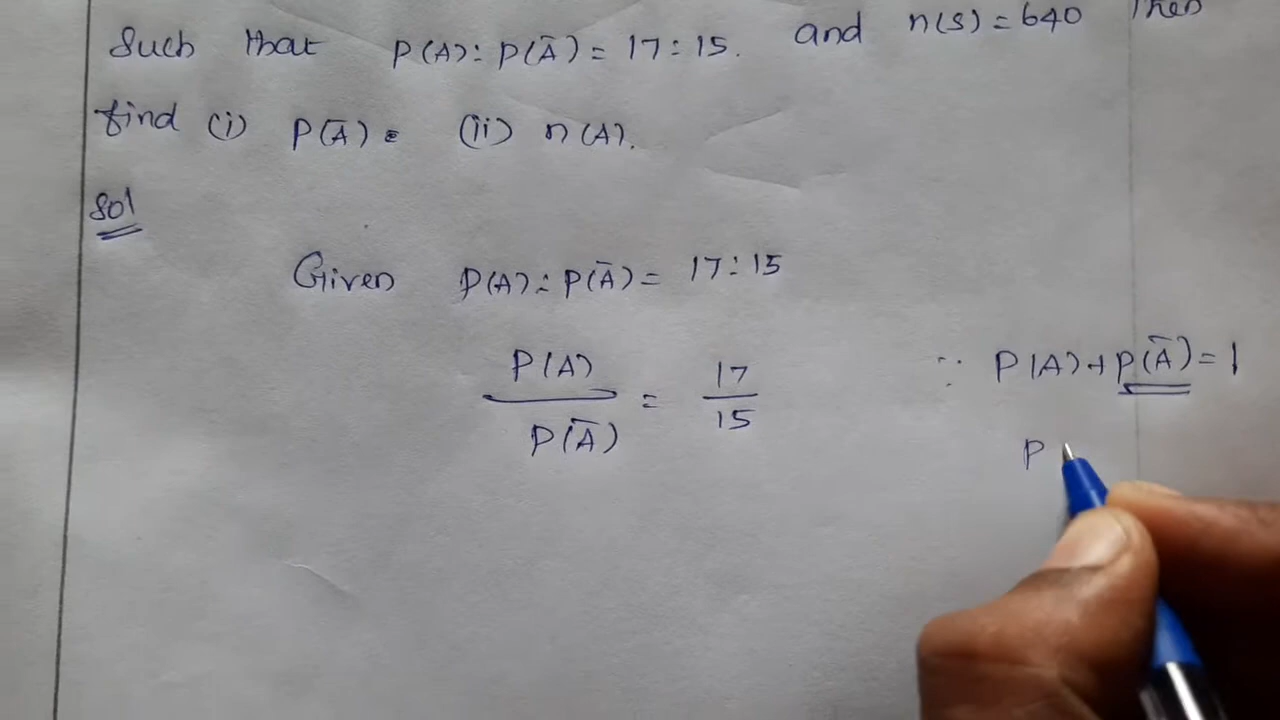 Such that P(A) : P(Ā) = 17 : 15. and n(S) = 640 Then
find (i) P(Ā) = (ii) n(A).
Sol
Given P(A) : P(Ā) = 17 : 15
P(A) / P(Ā) = 17 / 15
∵ P(A) + P(Ā) = 1
P